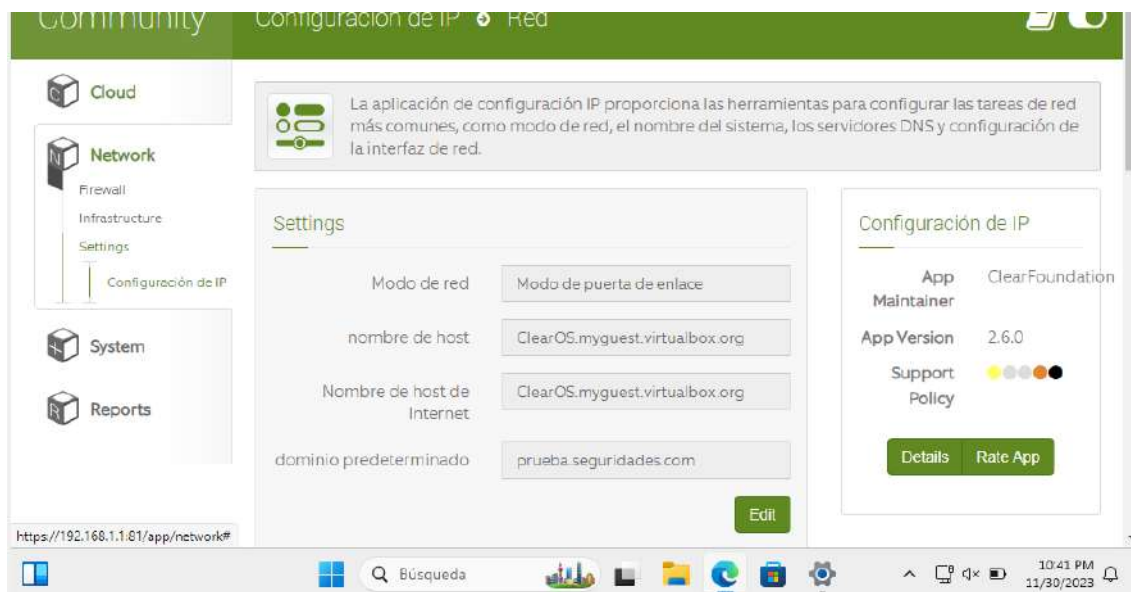 Community
Configuración de IP Red
Cloud
Network
Firewall
Infrastructure
Settings
Configuración de IP
System
Reports
La aplicación de configuración IP proporciona las herramientas para configurar las tareas de red
más comunes, como modo de red, el nombre del sistema, los servidores DNS y configuración de
la interfaz de red.
Settings
Modo de red Modo de puerta de enlace
nombre de host ClearOS.myguest.virtualbox.org
Nombre de host de
Internet
ClearOS.myguest.virtualbox.org
dominio predeterminado prueba.seguridades.com
Edit
Configuración de IP
App
Maintainer
ClearFoundation
App Version 2.6.0
Support
Policy
Details Rate App
https://192.168.1.1:81/app/network#
Búsqueda
10:41 PM
11/30/2023